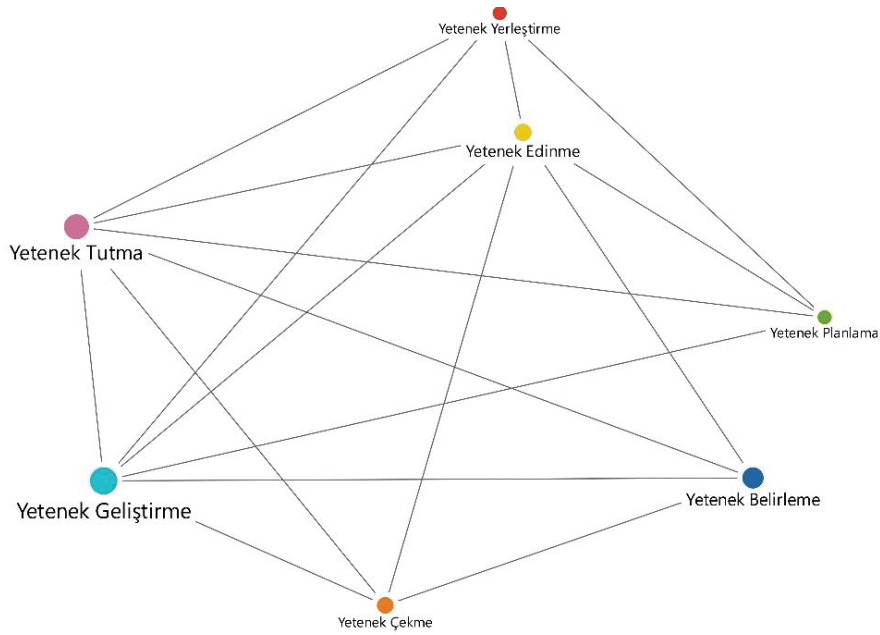 Yetenek Yerleştirme
Yetenek Edinme
Yetenek Tutma
Yetenek Planlama
Yetenek Belirleme
Yetenek Geliştirme
Yetenek Çekme